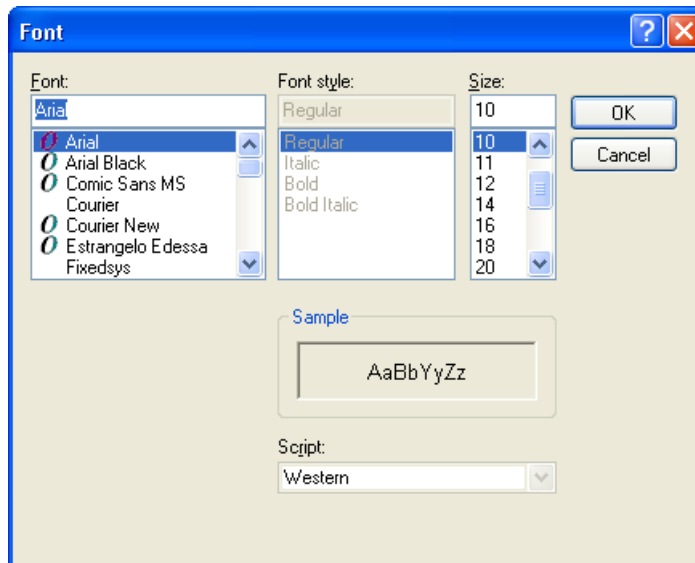 Font
Font:
Arial
Arial
Arial Black
Comic Sans MS
Courier
Courier New
Estrangelo Edessa
Fixedsys
Font style:
Regular
Regular
Italic
Bold
Bold Italic
Size:
10
10
11
12
14
16
18
20
OK
Cancel
Sample
AaBbYyZz
Script:
Western